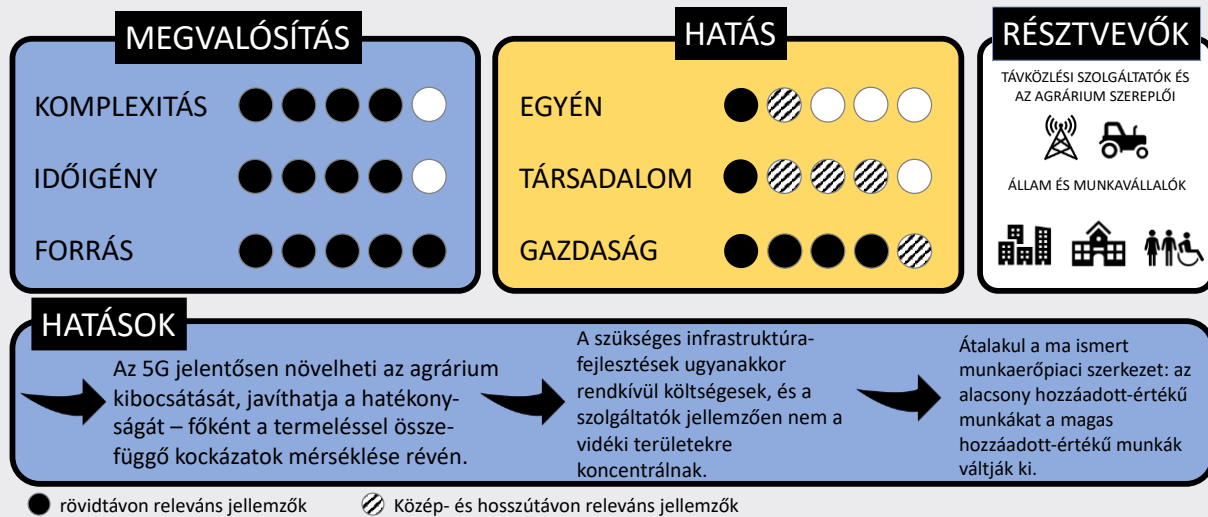 MEGVALÓSÍTÁS
KOMPLEXITÁS
IDŐIGÉNY
FORRÁS
HATÁS
EGYÉN
TÁRSADALOM
GAZDASÁG
RÉSZTVEVŐK
TÁVKÖZLÉSI SZOLGÁLTATÓK ÉS
AZ AGRÁRIUM SZEREPLŐI
ÁLLAM ÉS MUNKAVÁLLALÓK
HATÁSOK
Az 5G jelentősen növelheti az agrárium
kibocsátását, javíthatja a hatékony-
ságát – főként a termeléssel össze-
függő kockázatok mérséklése révén.
A szükséges infrastruktúra-
fejlesztések ugyanakkor
rendkívül költségesek, és a
szolgáltatók jellemzően nem a
vidéki területekre
koncentrálnak.
Átalakul a ma ismert
munkaerőpiaci szerkezet: az
alacsony hozzáadott-értékű
munkákat a magas
hozzáadott-értékű munkák
váltják ki.
rövidtávon releváns jellemzők
Közép- és hosszútávon releváns jellemzők